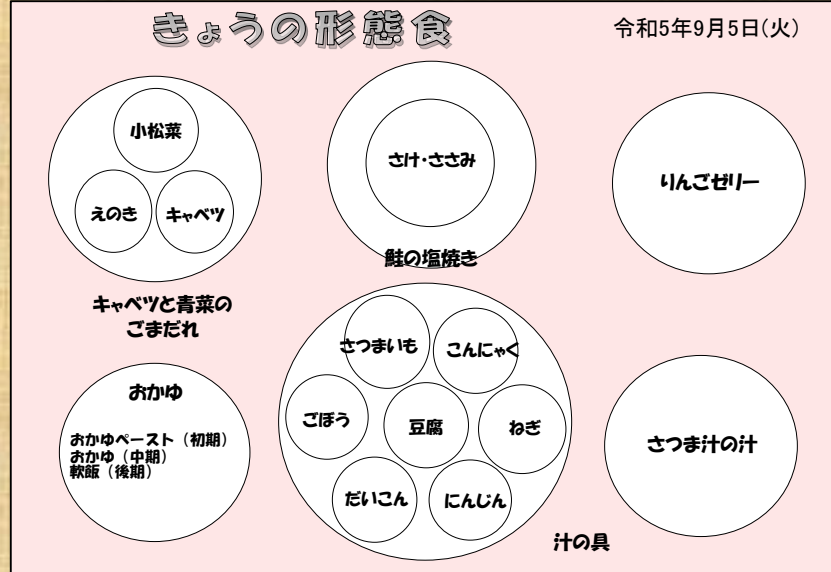 きょうの形態食
令和5年9月5日(火)
小松菜
えのき
キャベツ
キャベツと青菜の
ごまだれ
さけ・ささみ
鮭の塩焼き
りんごゼリー
おかゆ
おかゆペースト（初期）
おかゆ（中期）
軟飯（後期）
さつまいも
こんにゃく
ごぼう
豆腐
ねぎ
だいこん
にんじん
汁の具
さつま汁の汁